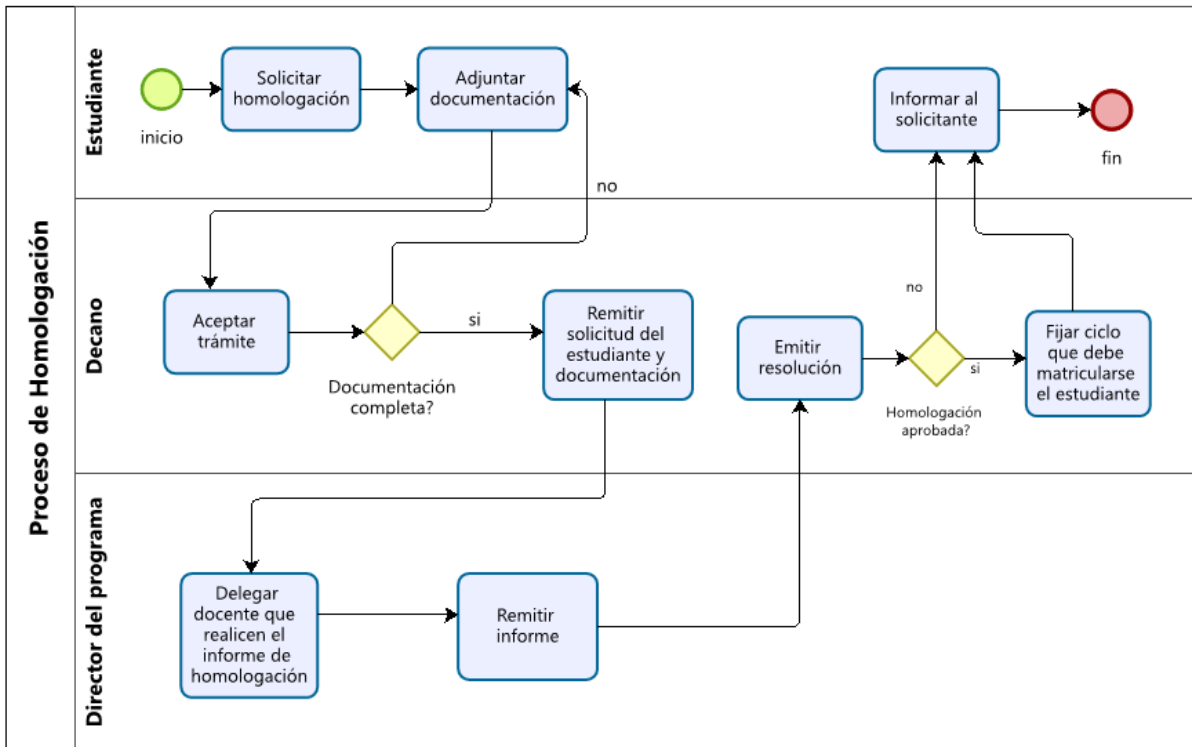 Proceso de Homologación
Estudiante
inicio
Solicitar
homologación
Adjuntar
documentación
no
Informar al
solicitante
fin
Decano
Aceptar
trámite
Documentación
completa?
si
Remitir
solicitud del
estudiante y
documentación
Emitir
resolución
no
Homologación
aprobada?
si
Fijar ciclo
que debe
matricularse
el estudiante
Director del programa
Delegar
docente que
realicen el
informe de
homologación
Remitir
informe